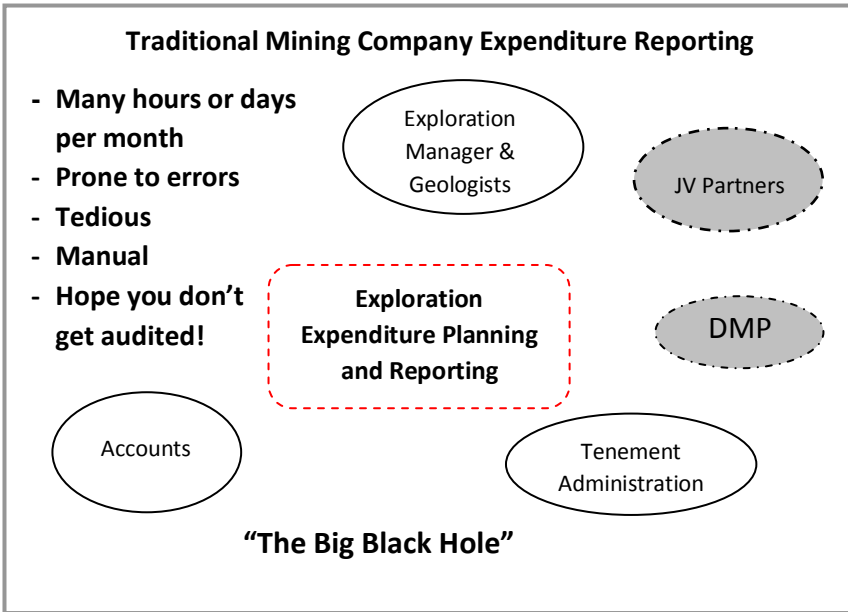 Traditional Mining Company Expenditure Reporting
- Many hours or days
per month
- Prone to errors
- Tedious
- Manual
- Hope you don’t
get audited!
Exploration
Manager &
Geologists
JV Partners
Exploration
Expenditure Planning
and Reporting
DMP
Accounts
Tenement
Administration
“The Big Black Hole”